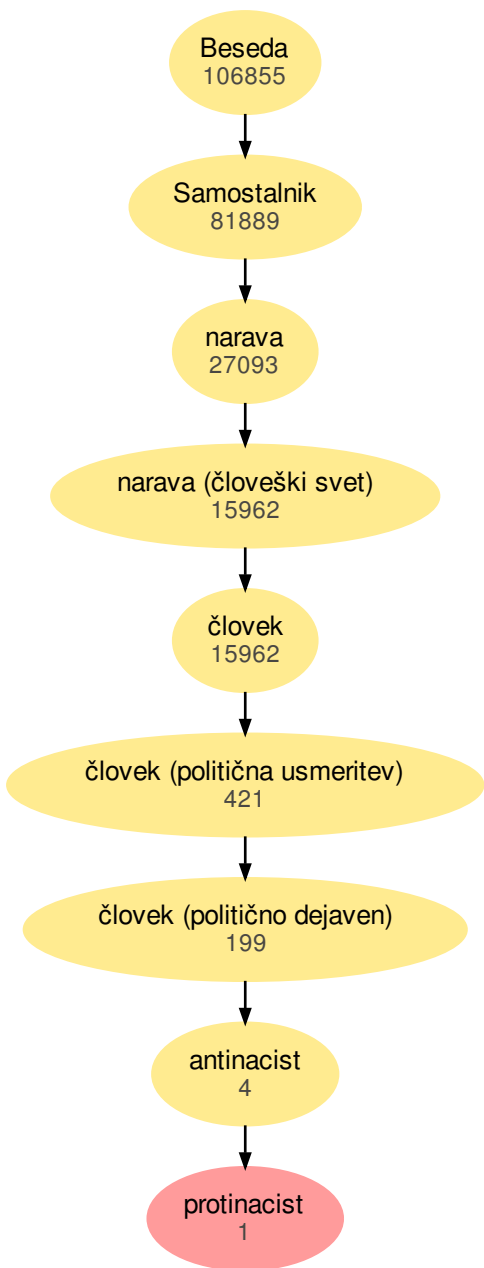 Beseda
106855
Samostalnik
81889
narava
27093
narava (človeški svet)
15962
človek
15962
človek (politična usmeritev)
421
človek (politično dejaven)
199
antinacist
4
protinacist
1